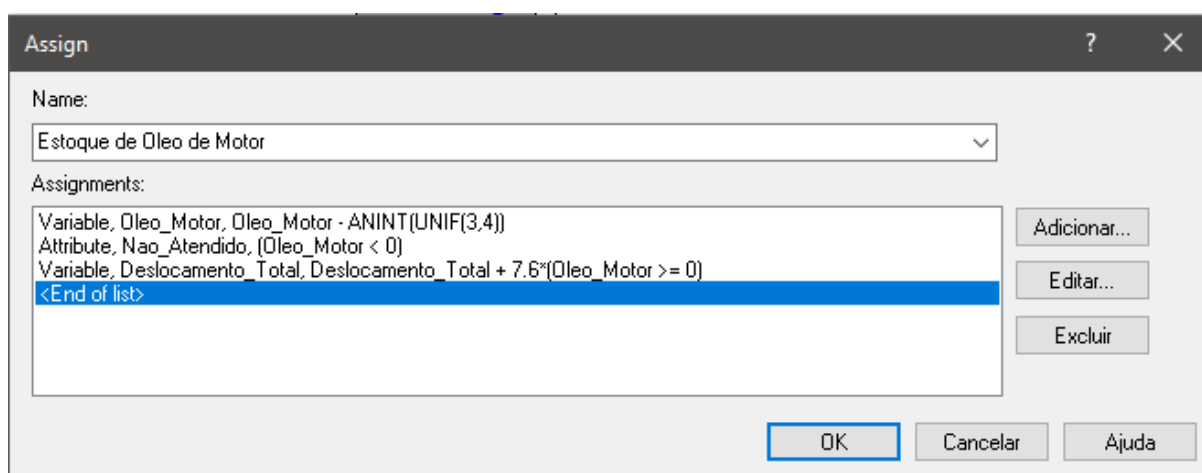 Assign
?
Name:
Estoque de Oleo de Motor
Assignments:
Variable, Oleo_Motor, Oleo_Motor - ANINT(UNIF(3,4))
Attribute, Nao_Atendido, (Oleo_Motor < 0)
Variable, Deslocamento_Total, Deslocamento_Total + 7.6*(Oleo_Motor >= 0)
<End of list>
Adicionar...
Editar...
Excluir
OK
Cancelar
Ajuda